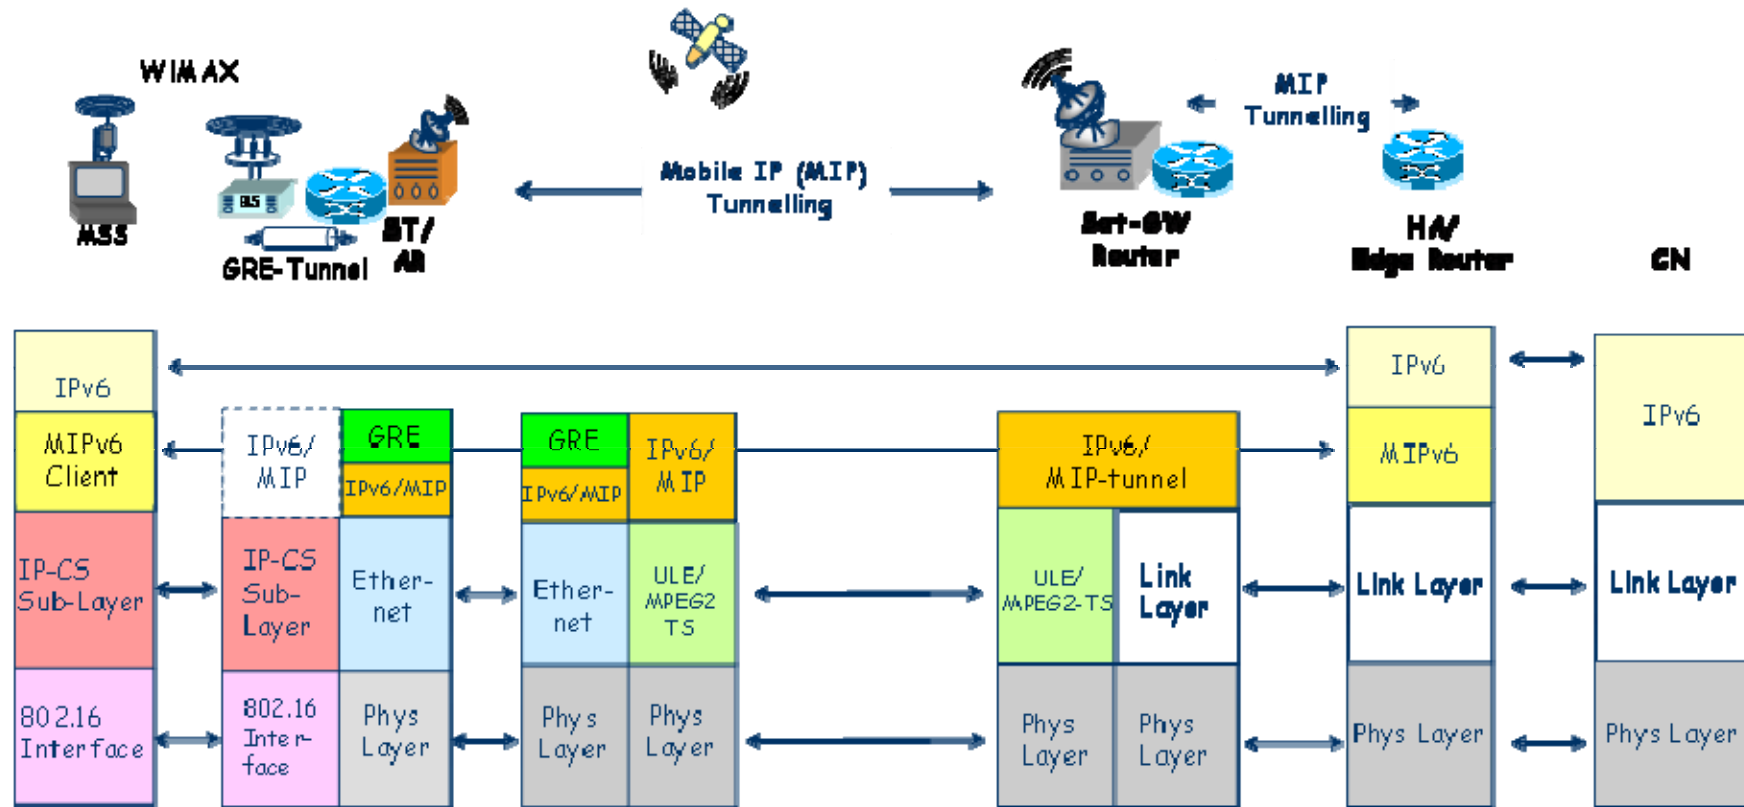 WIMAX
MIP
Tunnelling
Mobile IP (MIP)
Tunnelling
MSS
BS
GRE-Tunnel
ST/
AR
Sat-GW
Router
HA/
Edge Router
CN
IPv6
MIPv6
Client
IP-CS
Sub-Layer
802.16
Interface
IPv6/
MIP
IP-CS
Sub-
Layer
802.16
Inter-
face
GRE
IPv6/MIP
Ether-
net
Phys
Layer
GRE
IPv6/MIP
Ether-
net
Phys
Layer
IPv6/
MIP
ULE/
MPEG2
TS
Phys
Layer
IPv6/
MIP-tunnel
ULE/
MPEG2-TS
Link
Layer
Phys
Layer
Phys
Layer
IPv6
MIPv6
Link Layer
Phys Layer
IPv6
Link Layer
Phys Layer